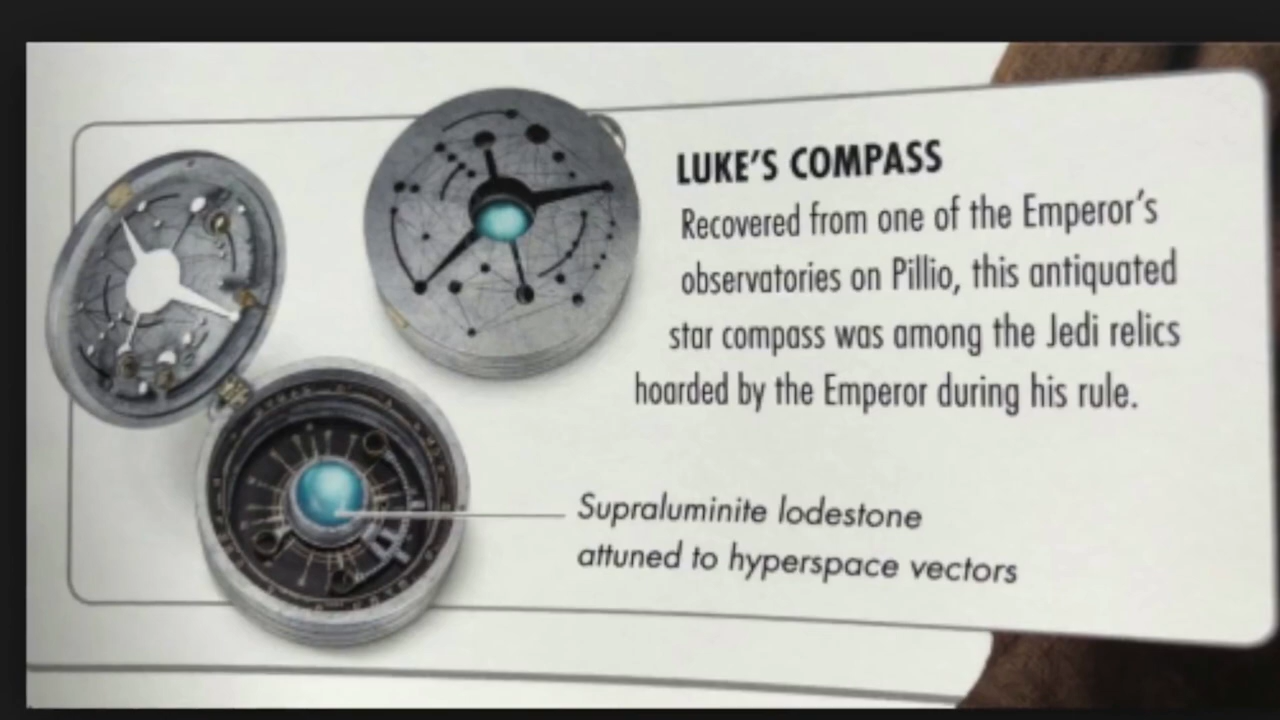 LUKE'S COMPASS
Recovered from one of the Emperor's
observatories on Pillio, this antiquated
star compass was among the Jedi relics
hoarded by the Emperor during his rule.
Supraluminite lodestone
attuned to hyperspace vectors